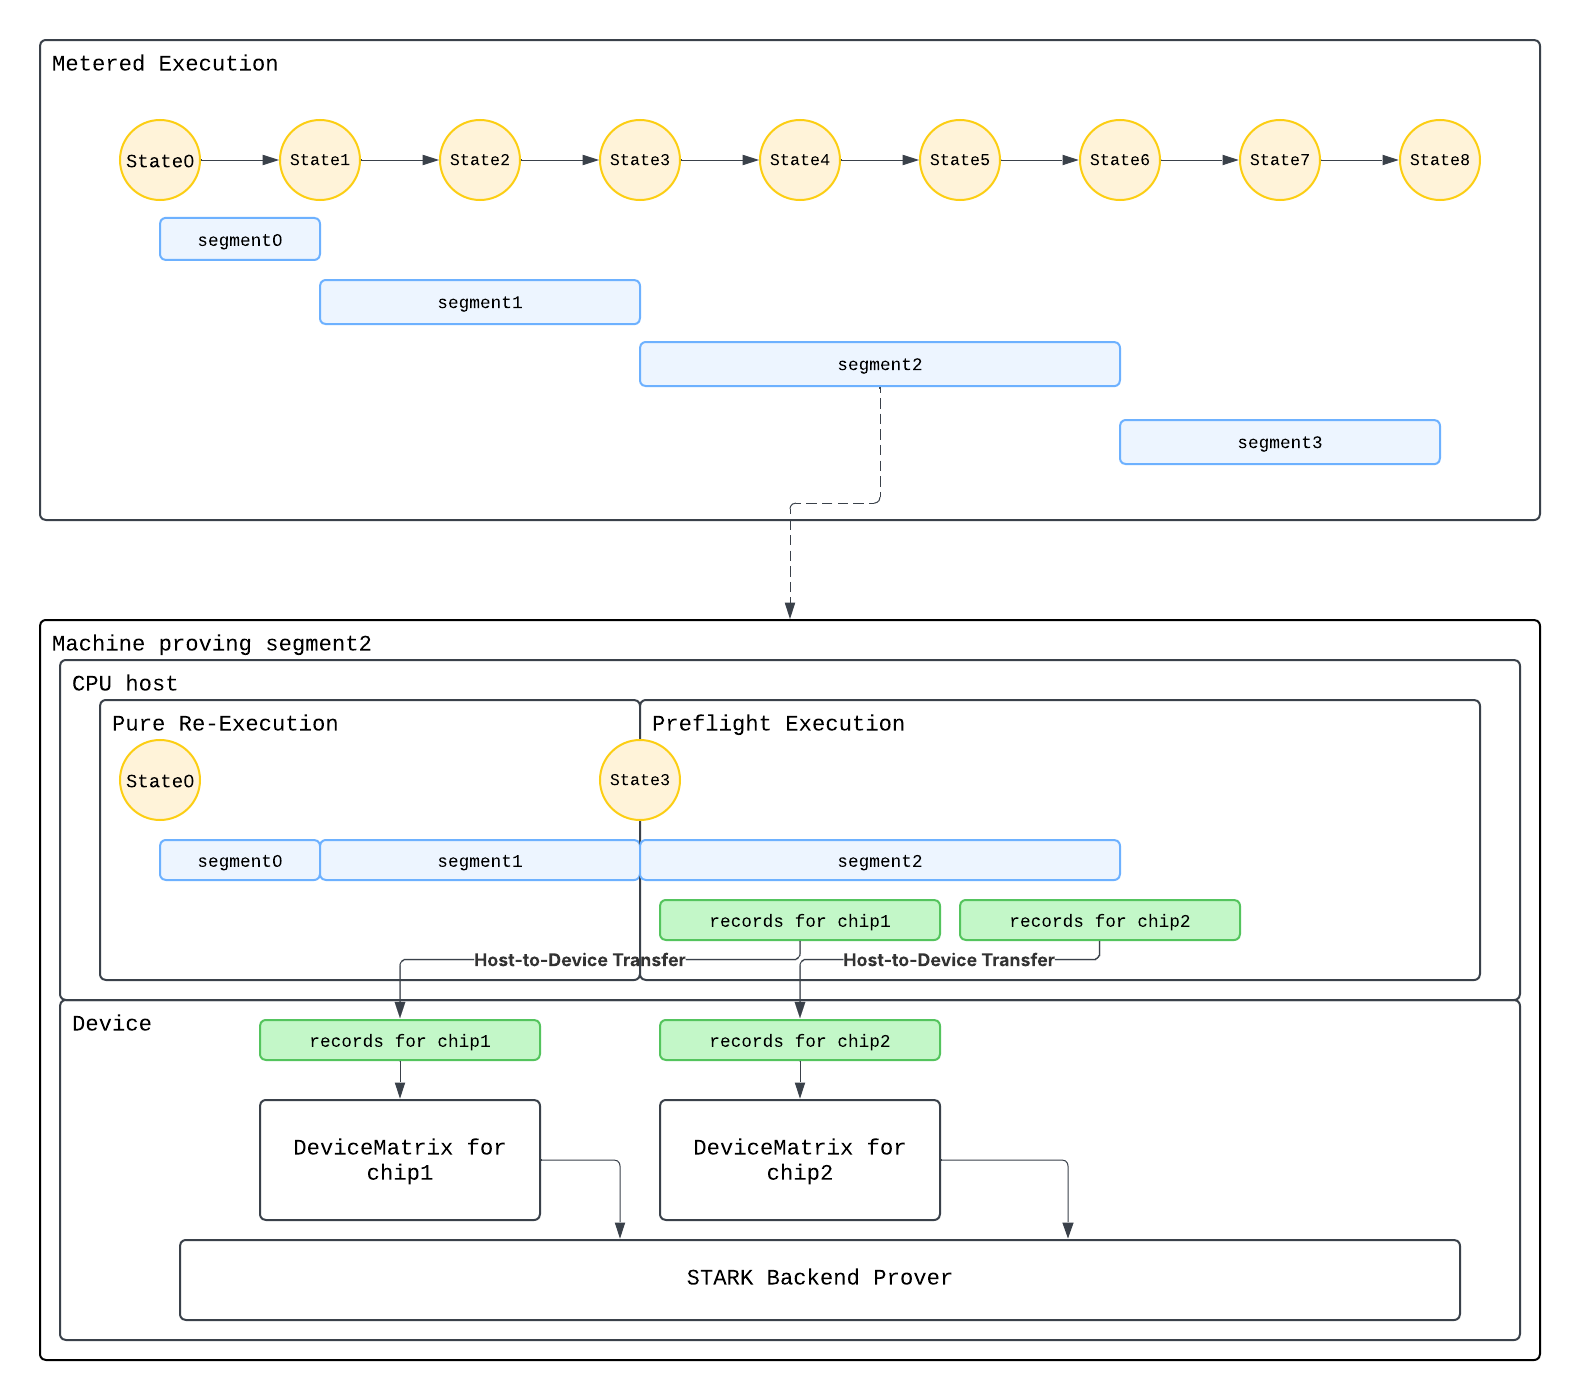 Metered Execution
State0
State1
State2
State3
State4
State5
State6
State7
State8
segment0
segment1
segment2
segment3
Machine proving segment2
CPU host
Pure Re-Execution
Preflight Execution
State0
State3
segment0
segment1
segment2
records for chip1
records for chip2
Host-to-Device Transfer
Host-to-Device Transfer
Device
records for chip1
records for chip2
DeviceMatrix for
chip1
DeviceMatrix for
chip2
STARK Backend Prover